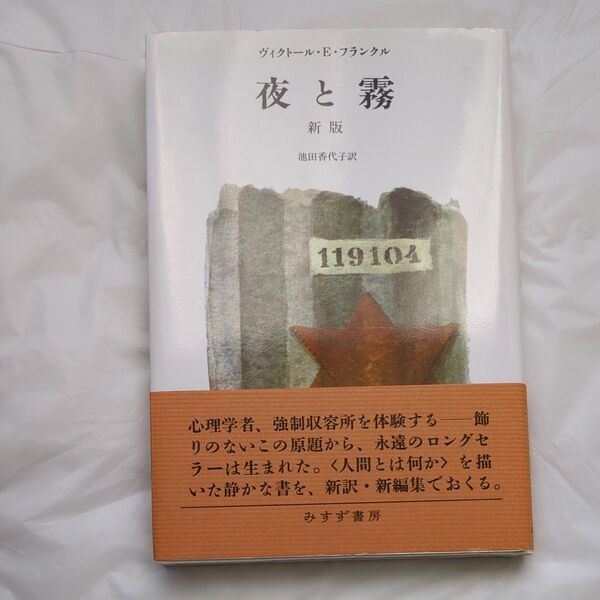 ヴィクトール・E・フランクル
夜と霧
新版
池田香代子訳
119104
心理学者、強制収容所を体験する──飾
りのないこの原題から、永遠のロングセ
ラーは生まれた。〈人間とは何か〉を描
いた静かな書を、新訳・新編集でおくる。
みすず書房